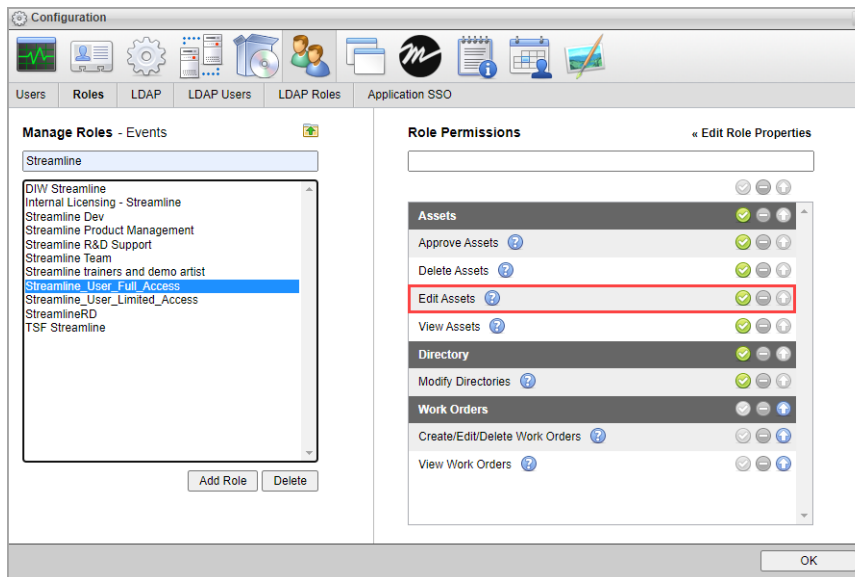 Configuration
Users Roles LDAP LDAP Users LDAP Roles Application SSO
Manage Roles - Events
Streamline
DIW Streamline
Internal Licensing - Streamline
Streamline Dev
Streamline Product Management
Streamline R&D Support
Streamline Team
Streamline trainers and demo artist
Streamline_User_Full_Access
Streamline_User_Limited_Access
StreamlineRD
TSF Streamline
Add Role Delete
Role Permissions « Edit Role Properties
Assets
Approve Assets ?
Delete Assets ?
Edit Assets ?
View Assets ?
Directory
Modify Directories ?
Work Orders
Create/Edit/Delete Work Orders ?
View Work Orders ?
OK